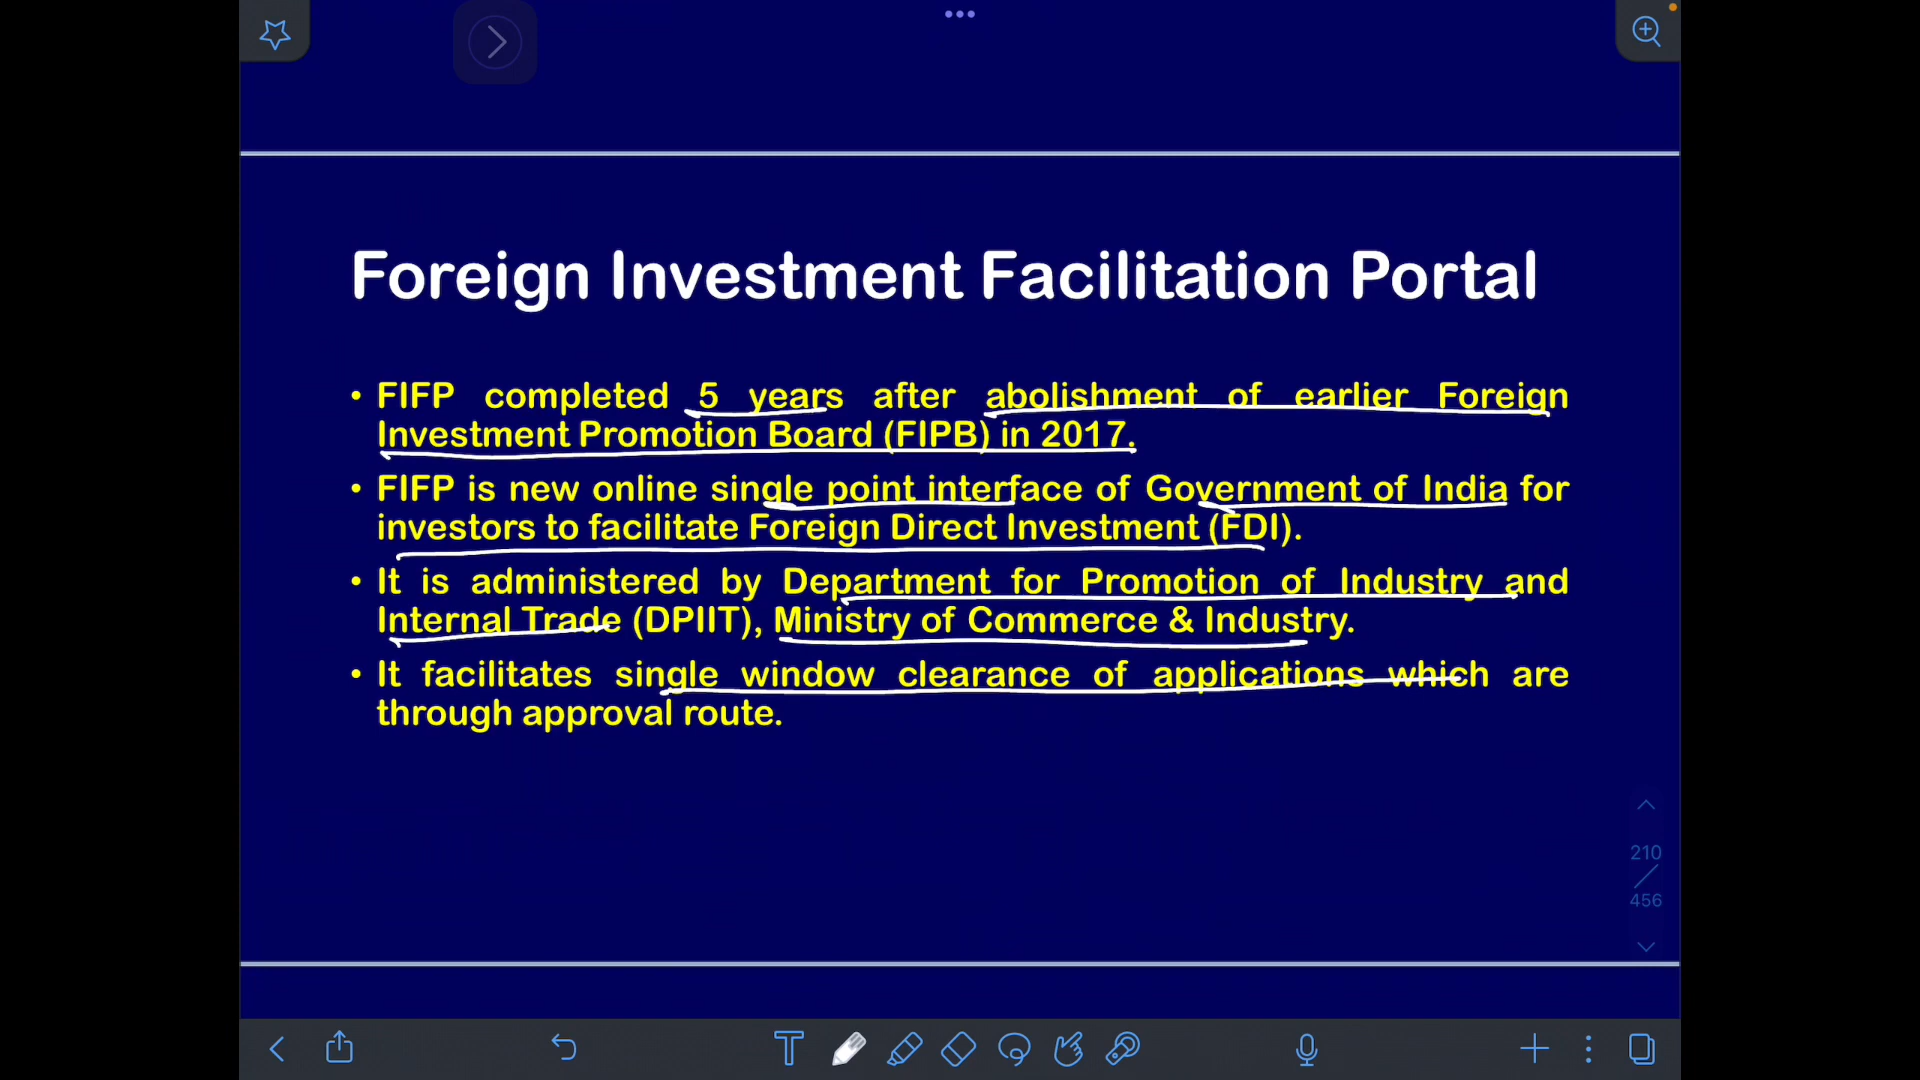 Foreign Investment Facilitation Portal
• FIFP completed 5 years after abolishment of earlier Foreign
Investment Promotion Board (FIPB) in 2017.
• FIFP is new online single point interface of Government of India for
investors to facilitate Foreign Direct Investment (FDI).
• It is administered by Department for Promotion of Industry and
Internal Trade (DPIIT), Ministry of Commerce & Industry.
• It facilitates single window clearance of applications which are
through approval route.
210
456